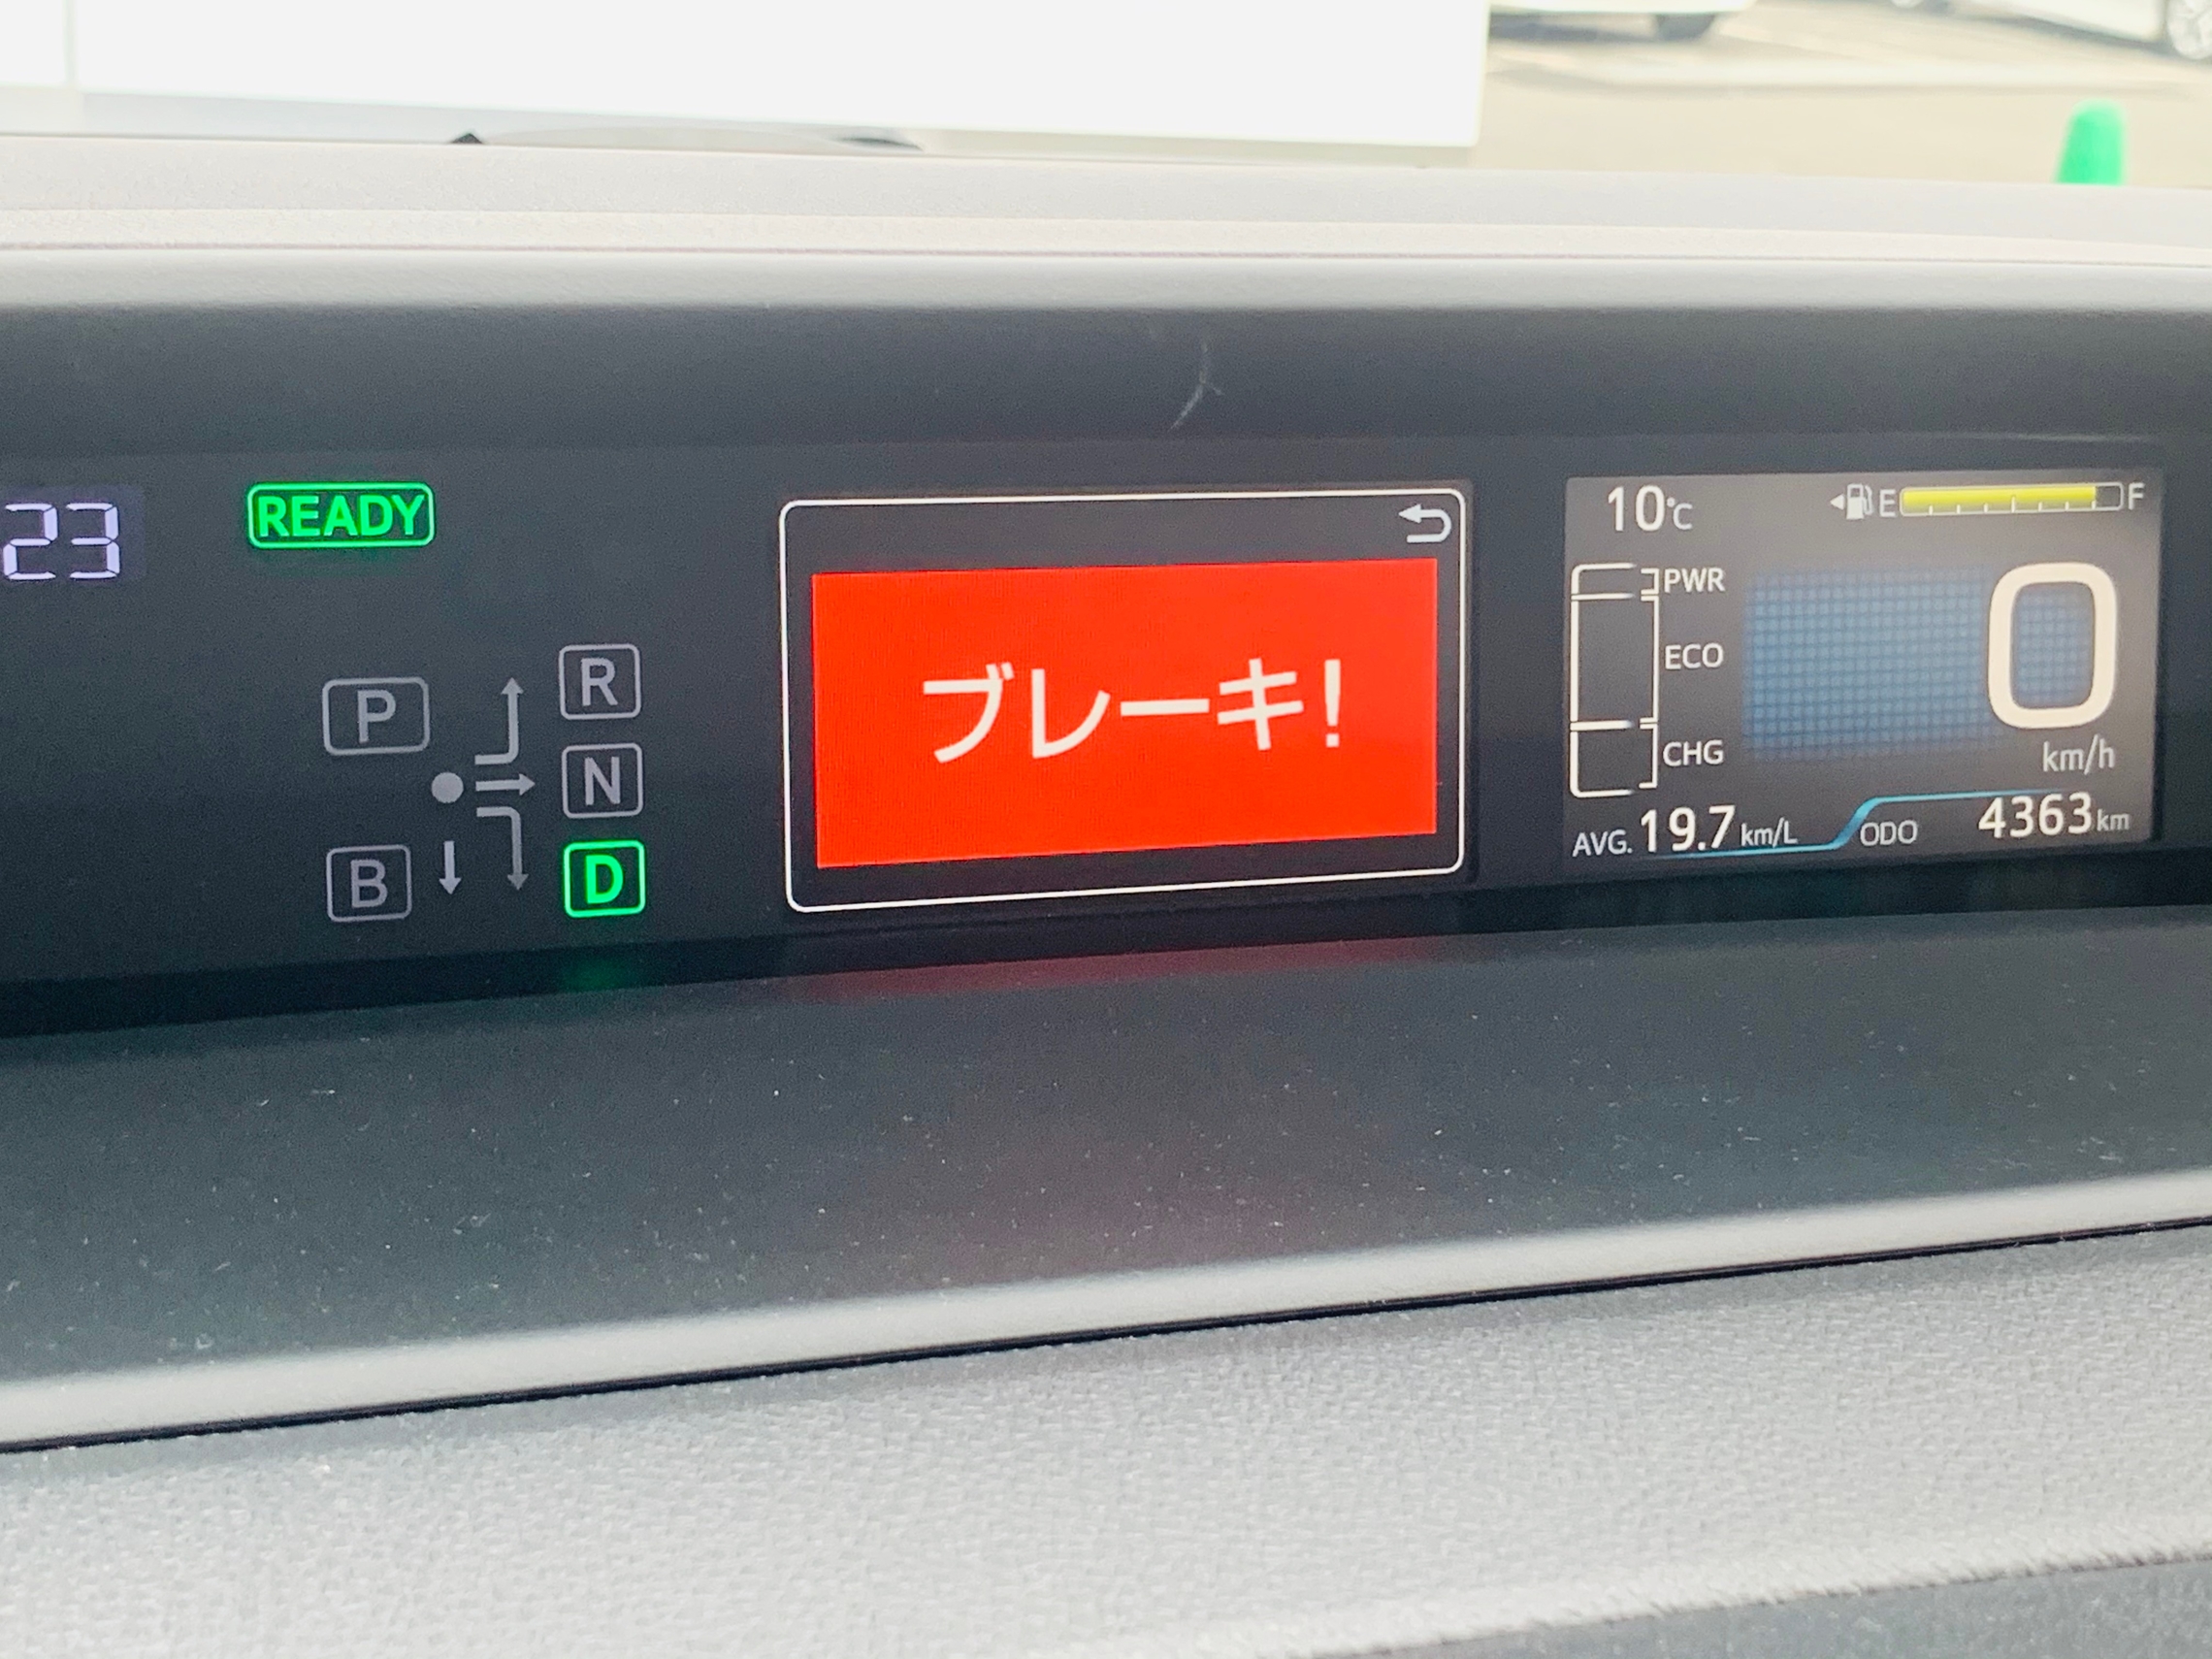 23
READY
P
R
N
B
D
ブレーキ!
10℃
E
F
PWR
ECO
CHG
0
km/h
AVG. 19.7 km/L
ODO 4363 km